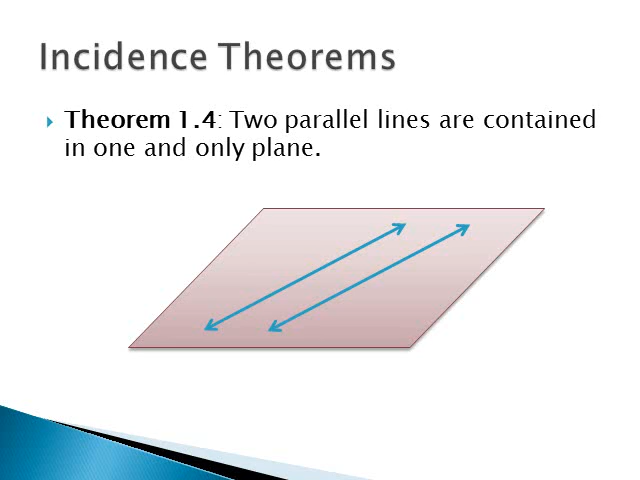 Incidence Theorems
Theorem 1.4: Two parallel lines are contained
in one and only plane.